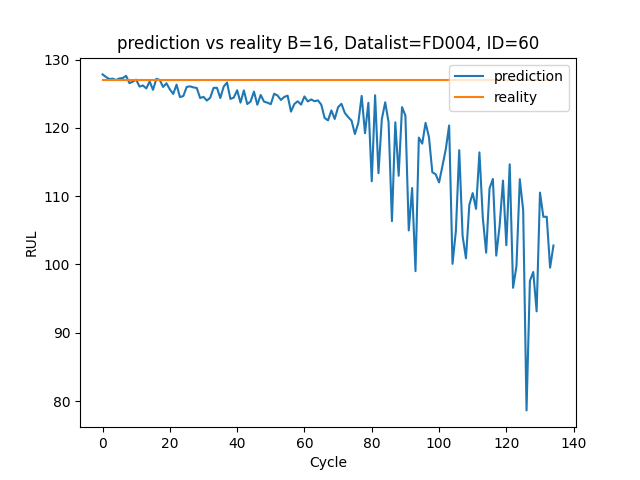 prediction vs reality B=16, Datalist=FD004, ID=60
prediction
reality
130
120
110
100
90
80
RUL
0 20 40 60 80 100 120 140
Cycle